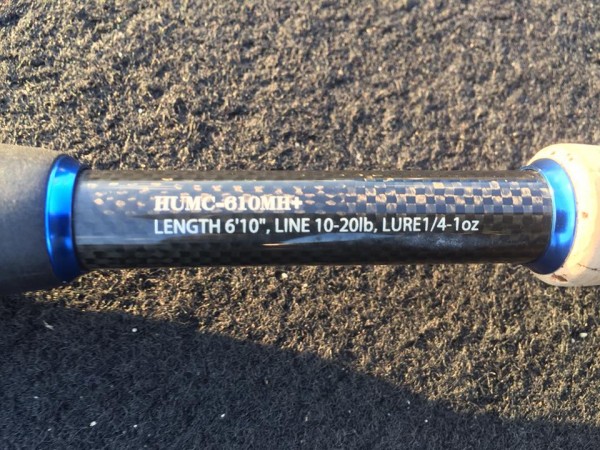 HUMC-610MH+
LENGTH 6'10", LINE 10-20lb, LURE1/4-1oz